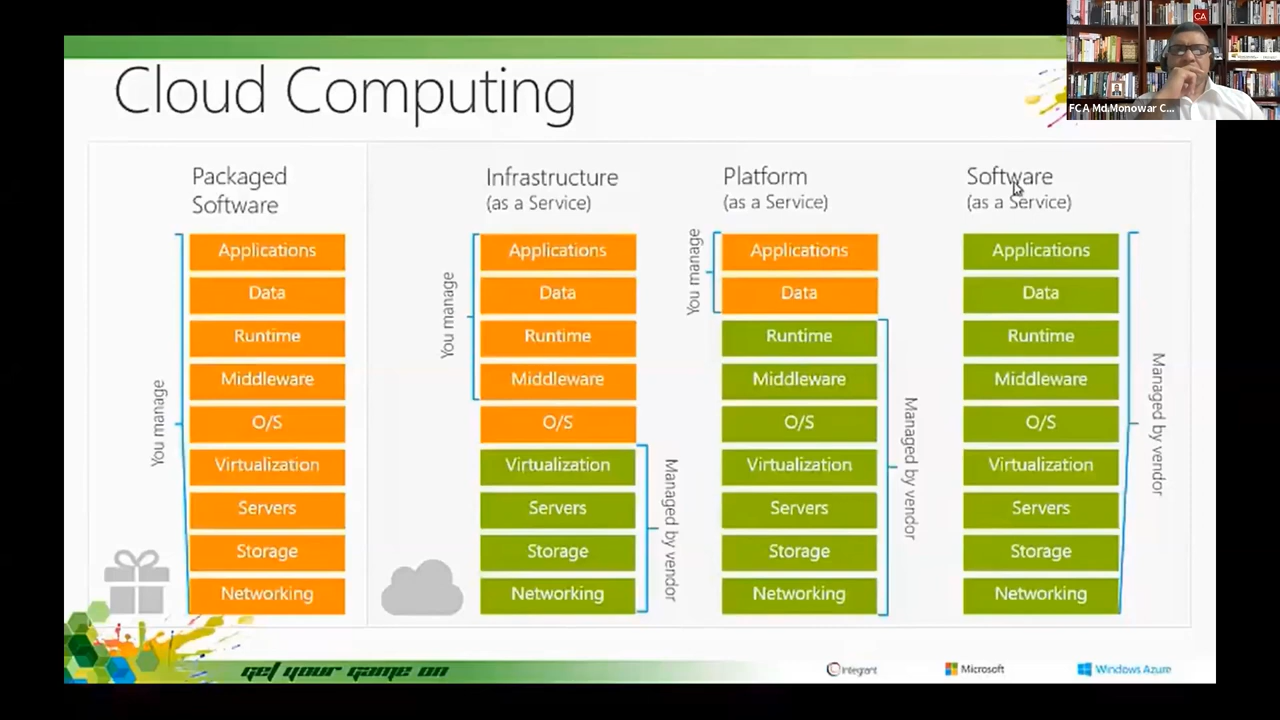 Cloud Computing
CA
FCA Md.Monowar C...
Packaged
Software
You manage
Applications
Data
Runtime
Middleware
O/S
Virtualization
Servers
Storage
Networking
Infrastructure
(as a Service)
You manage
Applications
Data
Runtime
Middleware
O/S
Virtualization
Servers
Storage
Networking
Managed by vendor
Platform
(as a Service)
You manage
Applications
Data
Runtime
Middleware
O/S
Virtualization
Servers
Storage
Networking
Managed by vendor
Software
(as a Service)
Applications
Data
Runtime
Middleware
O/S
Virtualization
Servers
Storage
Networking
Managed by vendor
Get your game on
Integrant
Microsoft
Windows Azure